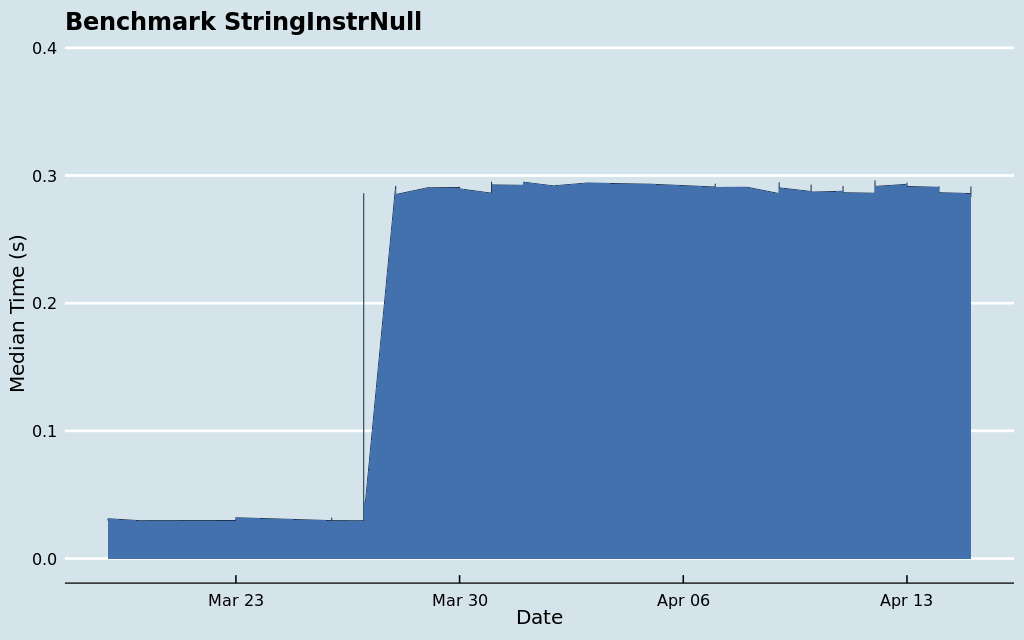 Benchmark StringInstrNull
0.4
0.3
0.2
0.1
0.0
Median Time (s)
Mar 23 Mar 30 Apr 06 Apr 13
Date